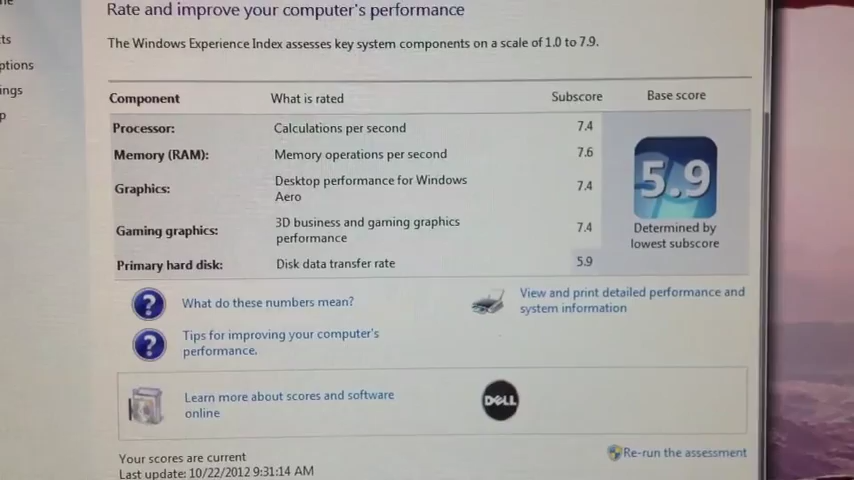 Rate and improve your computer's performance
ts
The Windows Experience Index assesses key system components on a scale of 1.0 to 7.9.
ptions
ings
p
Component What is rated Subscore Base score
Processor: Calculations per second 7.4
Memory (RAM): Memory operations per second 7.6
Graphics: Desktop performance for Windows Aero 7.4
5.9
Gaming graphics: 3D business and gaming graphics performance 7.4
Determined by
lowest subscore
Primary hard disk: Disk data transfer rate 5.9
What do these numbers mean?
View and print detailed performance and
system information
Tips for improving your computer's
performance.
Learn more about scores and software
online
DELL
Your scores are current
Last update: 10/22/2012 9:31:14 AM
Re-run the assessment